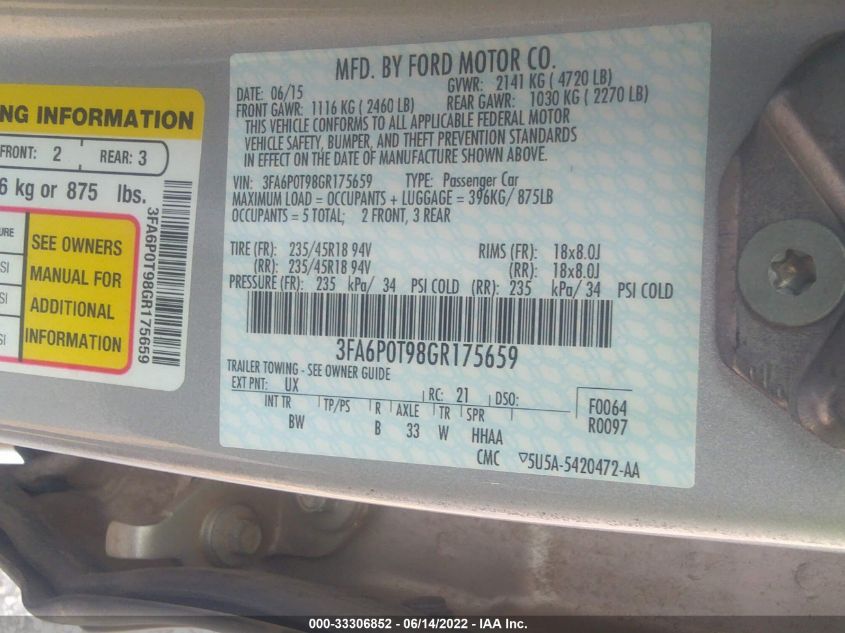 NG INFORMATION
FRONT: 2 REAR: 3
6 kg or 875 lbs.
URE
SI
SI
SI
SEE OWNERS
MANUAL FOR
ADDITIONAL
INFORMATION
3FA6P0T98GR175659
MFD. BY FORD MOTOR CO.
DATE: 06/15 GVWR: 2141 KG ( 4720 LB)
FRONT GAWR: 1116 KG ( 2460 LB) REAR GAWR: 1030 KG ( 2270 LB)
THIS VEHICLE CONFORMS TO ALL APPLICABLE FEDERAL MOTOR
VEHICLE SAFETY, BUMPER, AND THEFT PREVENTION STANDARDS
IN EFFECT ON THE DATE OF MANUFACTURE SHOWN ABOVE.
VIN: 3FA6P0T98GR175659 TYPE: Passenger Car
MAXIMUM LOAD = OCCUPANTS + LUGGAGE = 396KG/ 875LB
OCCUPANTS = 5 TOTAL; 2 FRONT, 3 REAR
TIRE (FR): 235/45R18 94V RIMS (FR): 18x8.0J
(RR): 235/45R18 94V (RR): 18x8.0J
PRESSURE (FR): 235 kPa/ 34 PSI COLD (RR): 235 kPa/ 34 PSI COLD
3FA6P0T98GR175659
TRAILER TOWING - SEE OWNER GUIDE
EXT PNT: UX RC: 21 DSO: F0064
INT TR TP/PS R AXLE TR SPR R0097
BW B 33 W HHAA
CMC ▽5U5A-5420472-AA
000-33306852 - 06/14/2022 - IAA Inc.